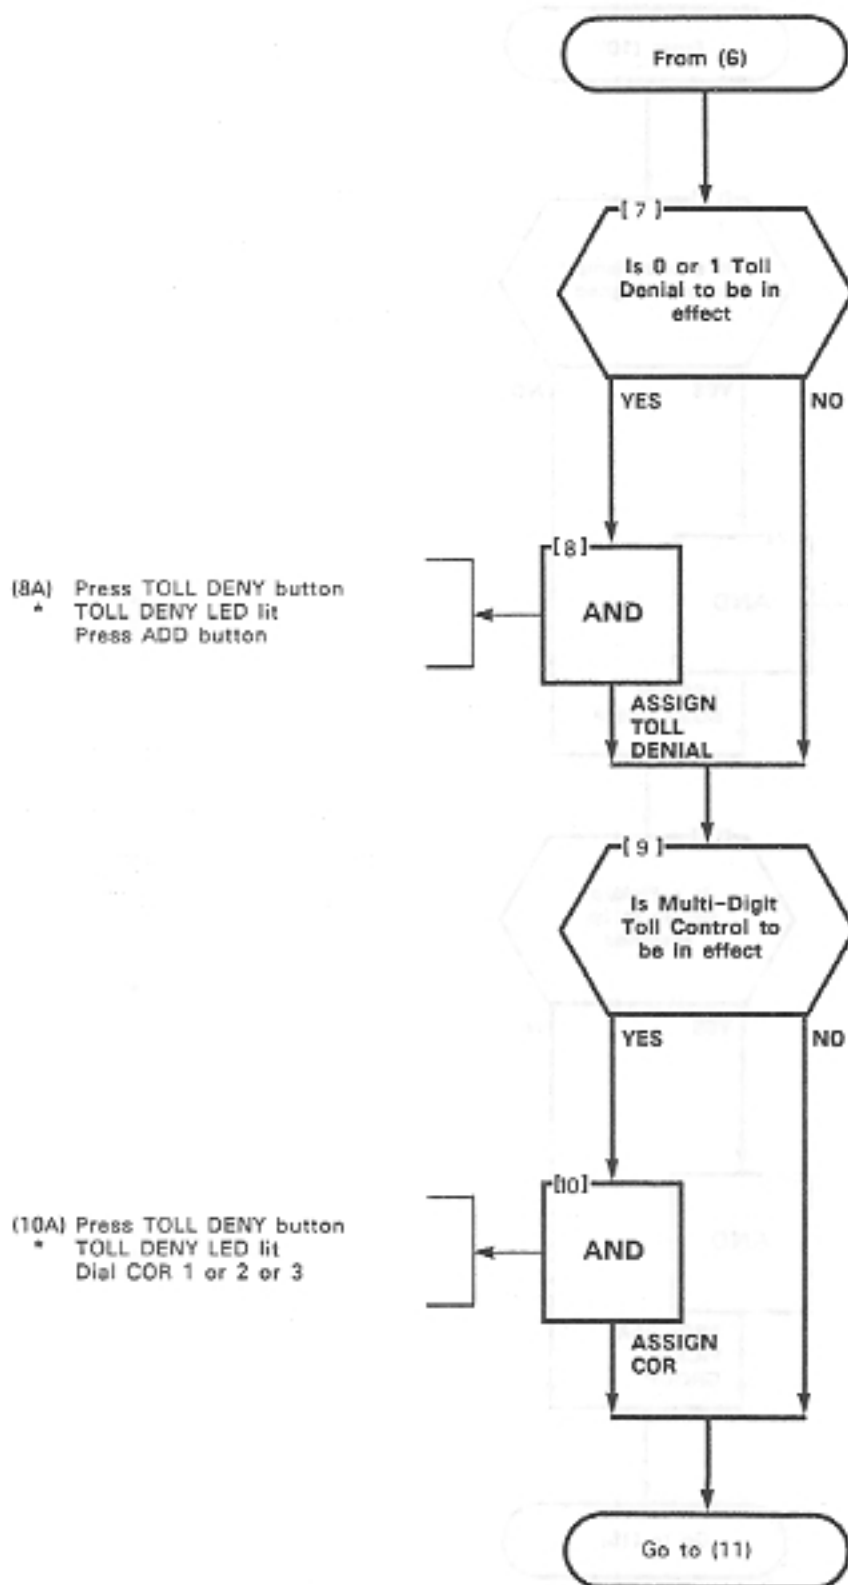 From (6)
[7]
Is 0 or 1 Toll
Denial to be in
effect
YES
NO
[8]
AND
(8A) Press TOLL DENY button
* TOLL DENY LED lit
Press ADD button
ASSIGN
TOLL
DENIAL
[9]
Is Multi-Digit
Toll Control to
be in effect
YES
NO
[10]
AND
(10A) Press TOLL DENY button
* TOLL DENY LED lit
Dial COR 1 or 2 or 3
ASSIGN
COR
Go to (11)